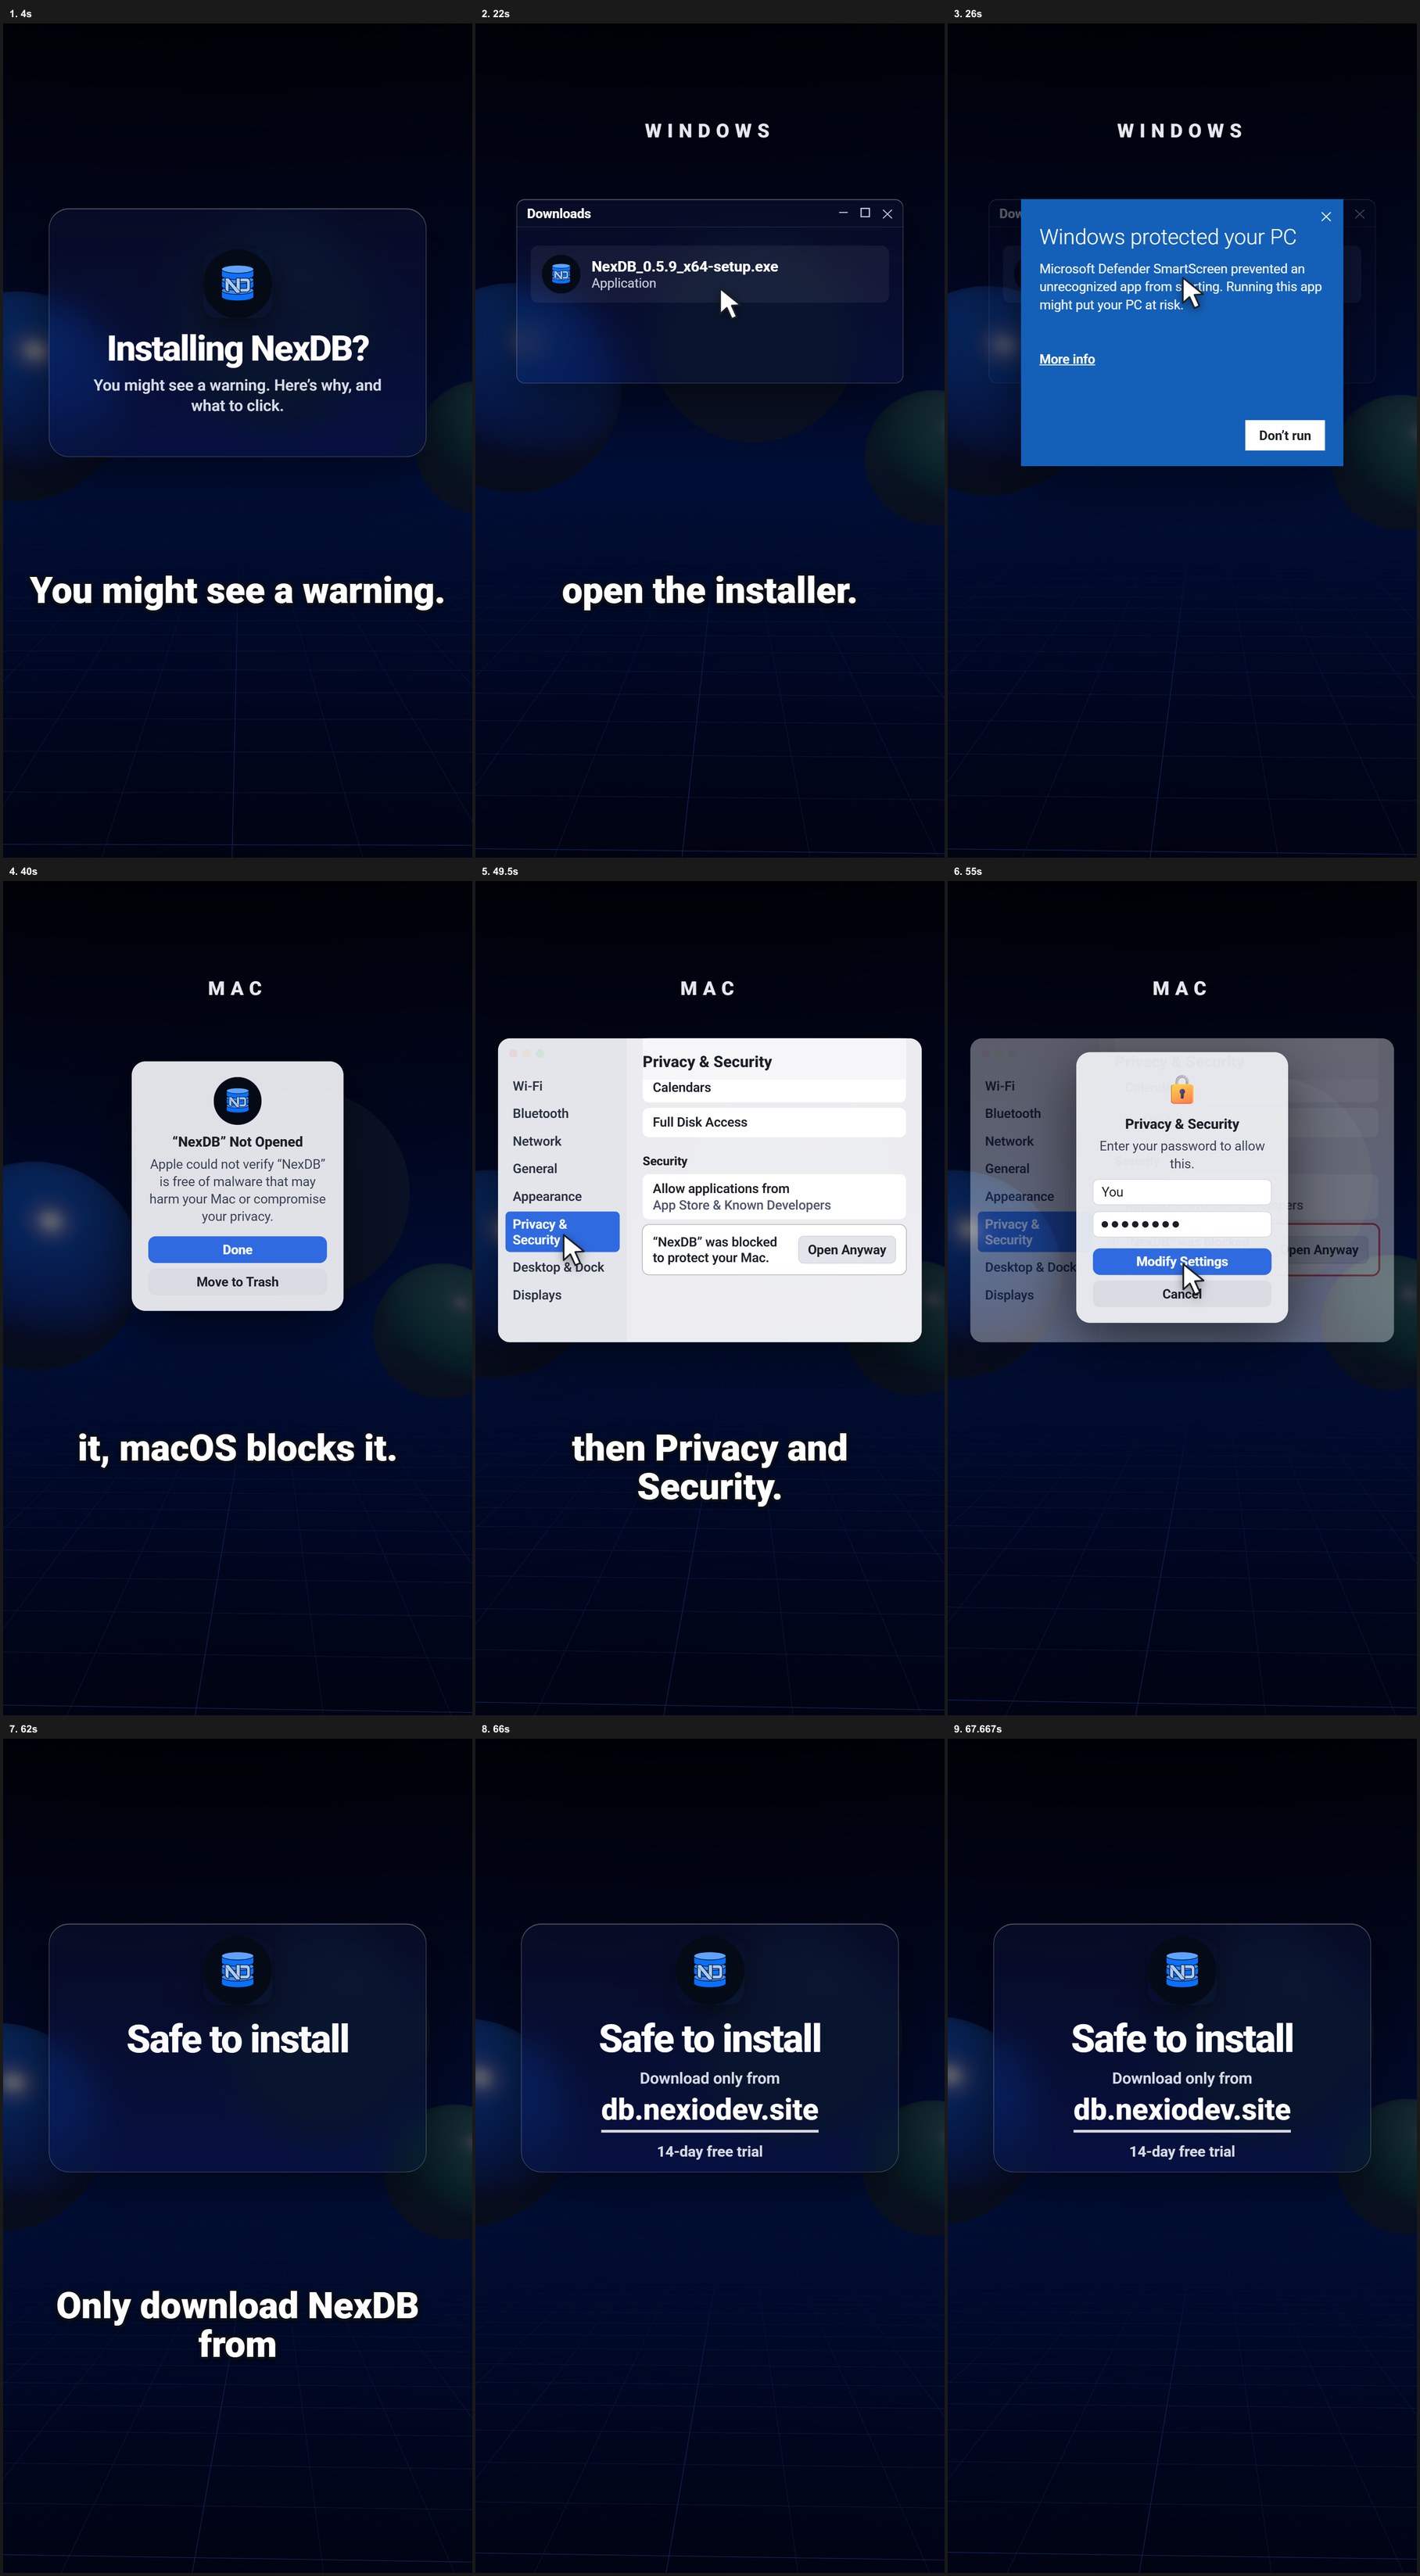 1. 4s
Installing NexDB?
You might see a warning. Here's why, and
what to click.
You might see a warning.
2. 22s
WINDOWS
Downloads
NexDB_0.5.9_x64-setup.exe
Application
open the installer.
3. 26s
WINDOWS
Windows protected your PC
Microsoft Defender SmartScreen prevented an
unrecognized app from starting. Running this app
might put your PC at risk.
More info
Don't run
4. 40s
MAC
“NexDB” Not Opened
Apple could not verify “NexDB”
is free of malware that may
harm your Mac or compromise
your privacy.
Done
Move to Trash
it, macOS blocks it.
5. 49.5s
MAC
Wi-Fi
Bluetooth
Network
General
Appearance
Privacy &
Security
Desktop & Dock
Displays
Privacy & Security
Calendars
Full Disk Access
Security
Allow applications from
App Store & Known Developers
“NexDB” was blocked
to protect your Mac.
Open Anyway
then Privacy and
Security.
6. 55s
MAC
Wi-Fi
Bluetooth
Network
General
Appearance
Privacy &
Security
Desktop & Dock
Displays
Privacy & Security
Enter your password to allow
this.
You
Modify Settings
Cancel
7. 62s
ND
Safe to install
Only download NexDB
from
8. 66s
ND
Safe to install
Download only from
db.nexiodev.site
14-day free trial
9. 67.667s
ND
Safe to install
Download only from
db.nexiodev.site
14-day free trial